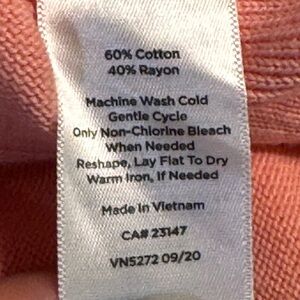 60% Cotton
40% Rayon
Machine Wash Cold
Gentle Cycle
Only Non-Chlorine Bleach
When Needed
Reshape, Lay Flat To Dry
Warm Iron, If Needed
Made in Vietnam
CA# 23147
VN5272 09/20